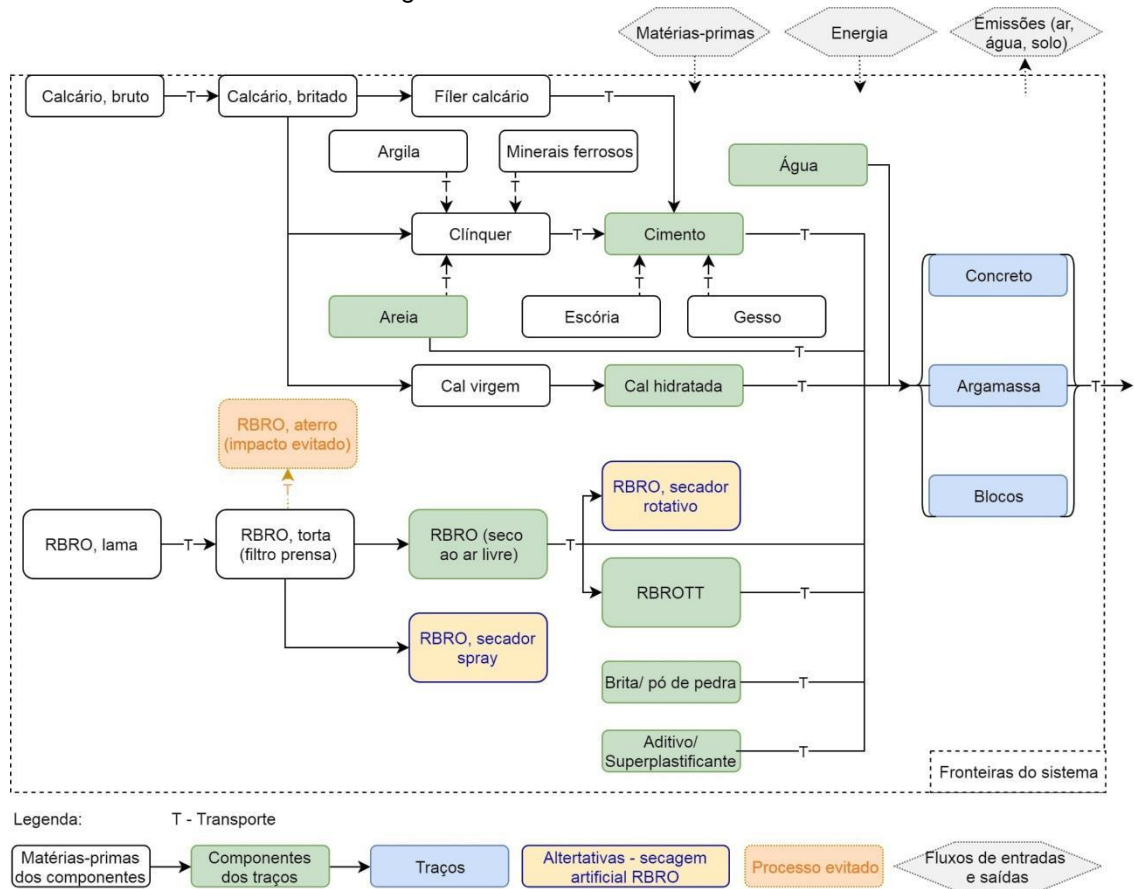 Matérias-primas
Energia
Emissões (ar,
água, solo)
Calcário, bruto
T
Calcário, britado
Fíler calcário
T
Argila
Minerais ferrosos
Água
T
T
Clínquer
T
Cimento
T
T
T
T
Concreto
Areia
Escória
Gesso
T
Cal virgem
Cal hidratada
T
Argamassa
T
RBRO, aterro
(impacto evitado)
T
RBRO, secador
rotativo
Blocos
RBRO, lama
T
RBRO, torta
(filtro prensa)
RBRO (seco
ao ar livre)
T
RBROTT
T
RBRO, secador
spray
Brita/ pó de pedra
T
Aditivo/
Superplastificante
T
Fronteiras do sistema
Legenda:
T - Transporte
Matérias-primas
dos componentes
Componentes
dos traços
Traços
Altertativas - secagem
artificial RBRO
Processo evitado
Fluxos de entradas
e saídas